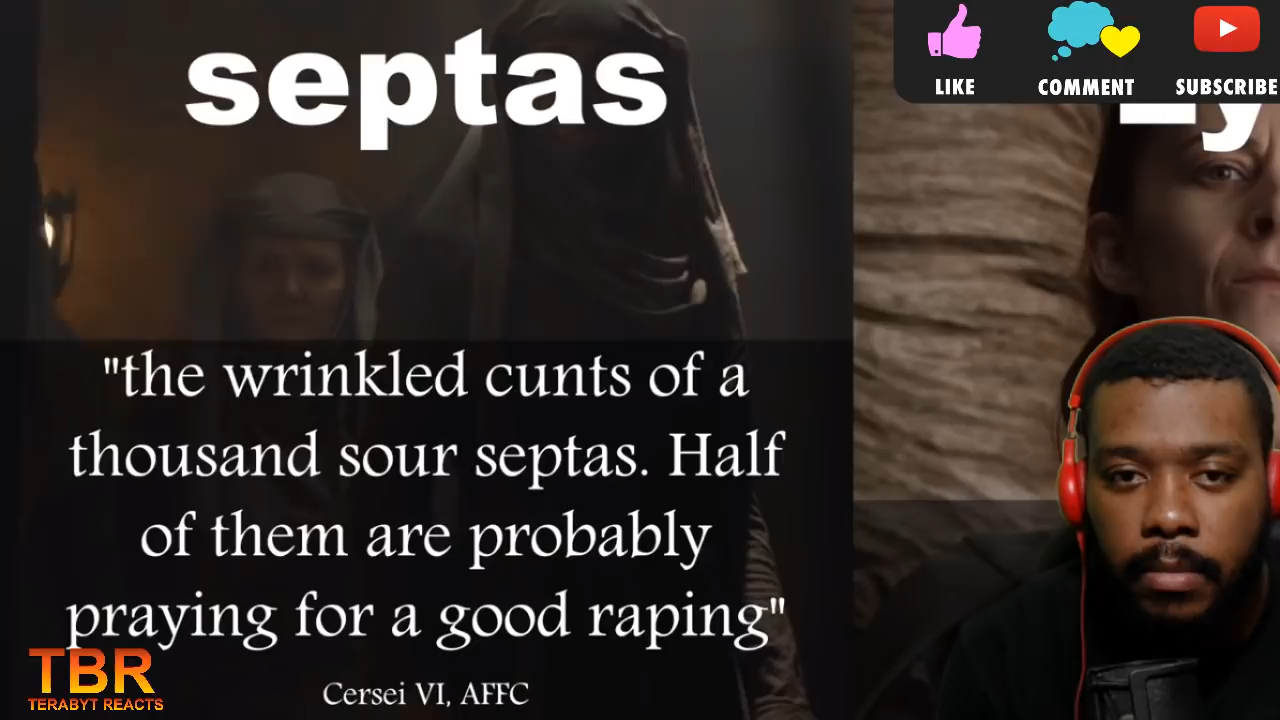 septas
LIKE
COMMENT
SUBSCRIBE
"the wrinkled cunts of a
thousand sour septas. Half
of them are probably
praying for a good raping"
Cersei VI, AFFC
TBR
TERABYT REACTS